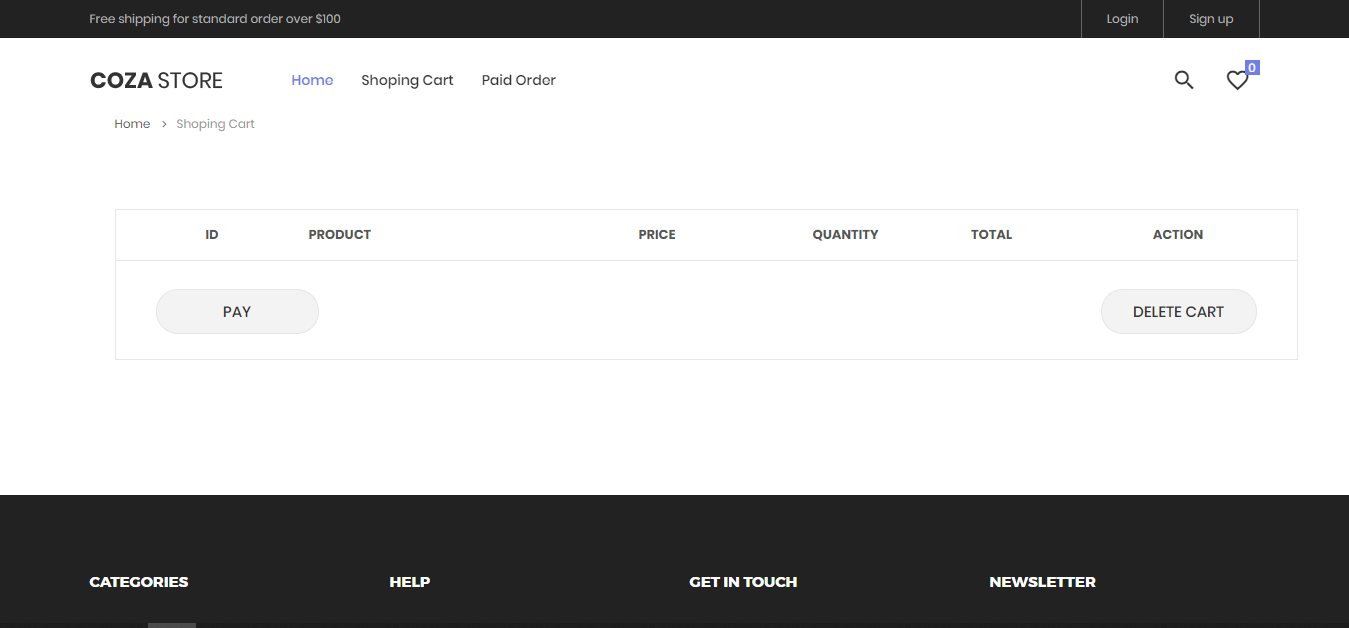 Free shipping for standard order over $100 Login Sign up
COZA STORE Home Shoping Cart Paid Order 0
Home > Shoping Cart
ID PRODUCT PRICE QUANTITY TOTAL ACTION
PAY DELETE CART
CATEGORIES HELP GET IN TOUCH NEWSLETTER